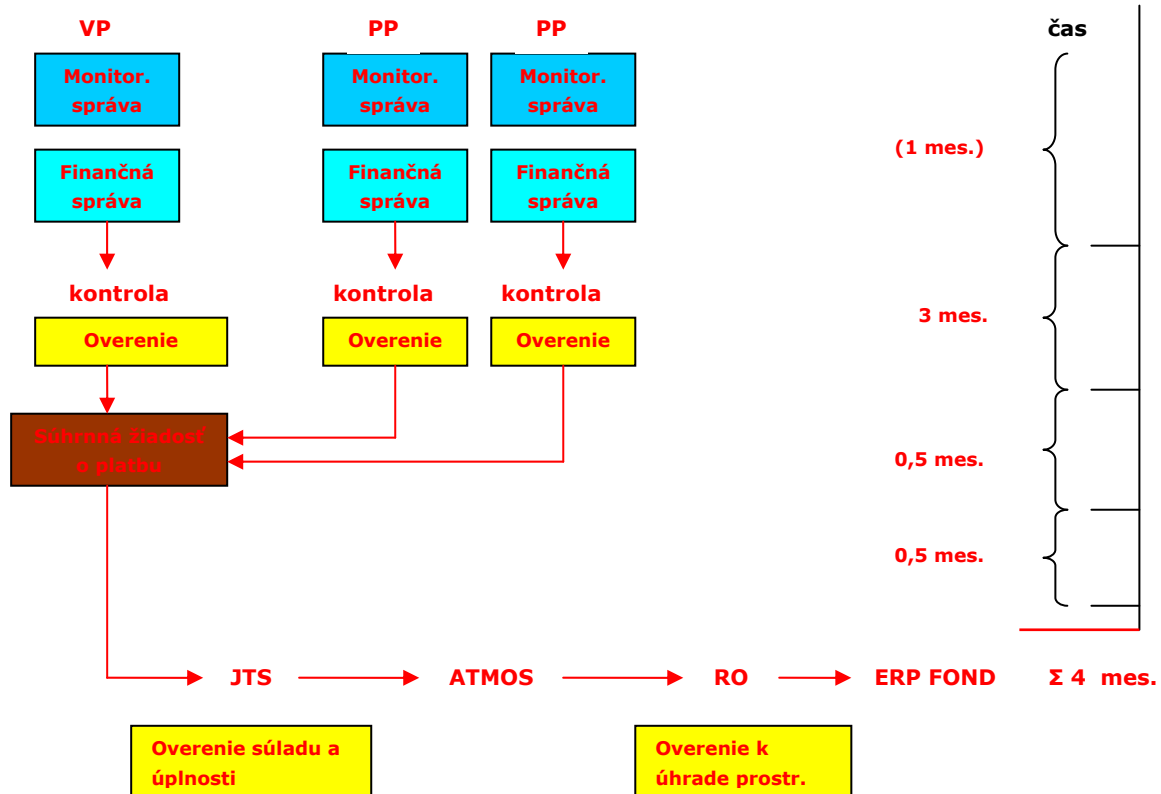 VP
PP
PP
čas
Monitor.
správa
Monitor.
správa
Monitor.
správa
(1 mes.)
Finančná
správa
Finančná
správa
Finančná
správa
kontrola
kontrola
kontrola
3 mes.
Overenie
Overenie
Overenie
Súhrnná žiadosť
o platbu
0,5 mes.
0,5 mes.
JTS
ATMOS
RO
ERP FOND
Σ 4 mes.
Overenie súladu a
úplnosti
Overenie k
úhrade prostr.